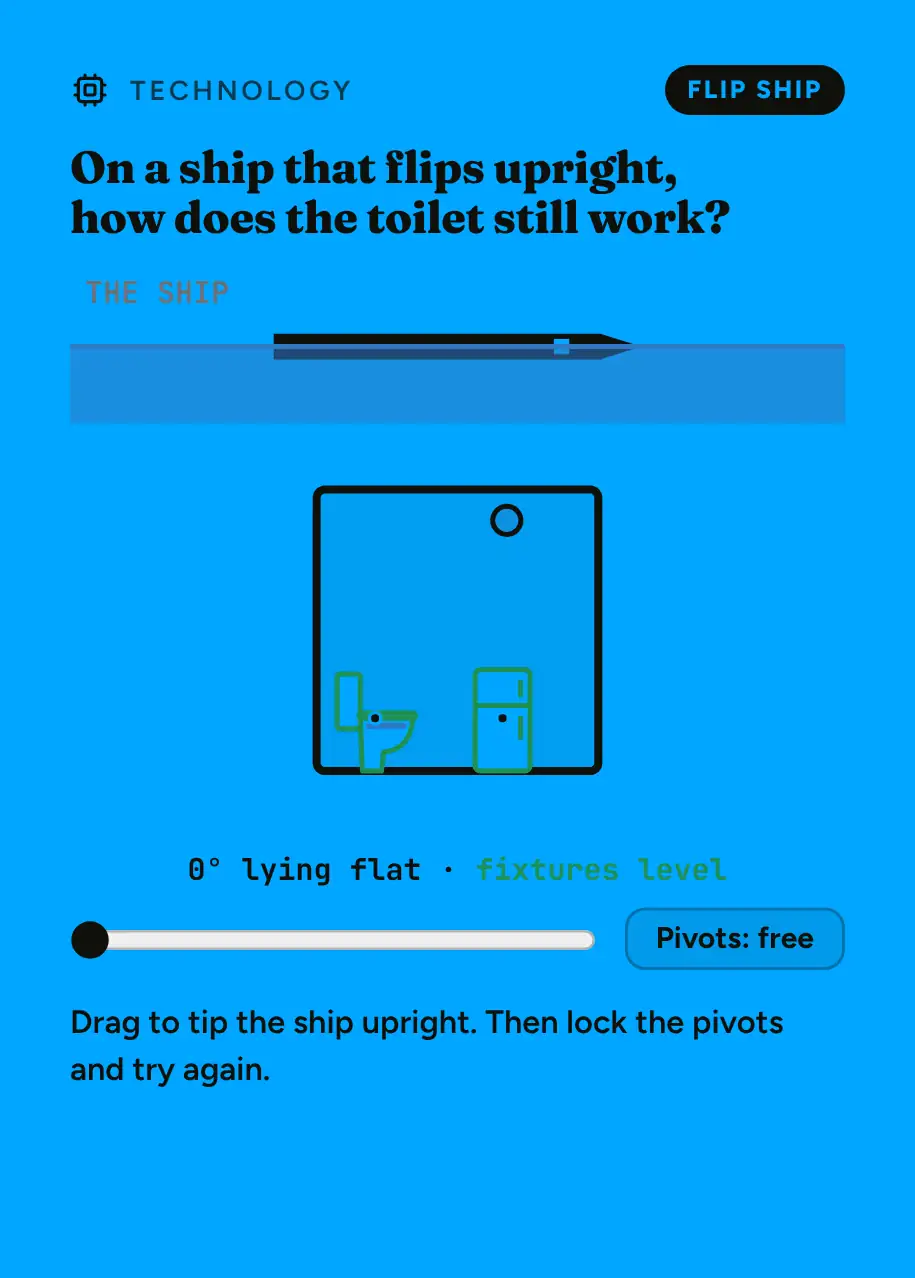 TECHNOLOGY
FLIP SHIP
On a ship that flips upright,
how does the toilet still work?
THE SHIP
0° lying flat · fixtures level
Pivots: free
Drag to tip the ship upright. Then lock the pivots
and try again.